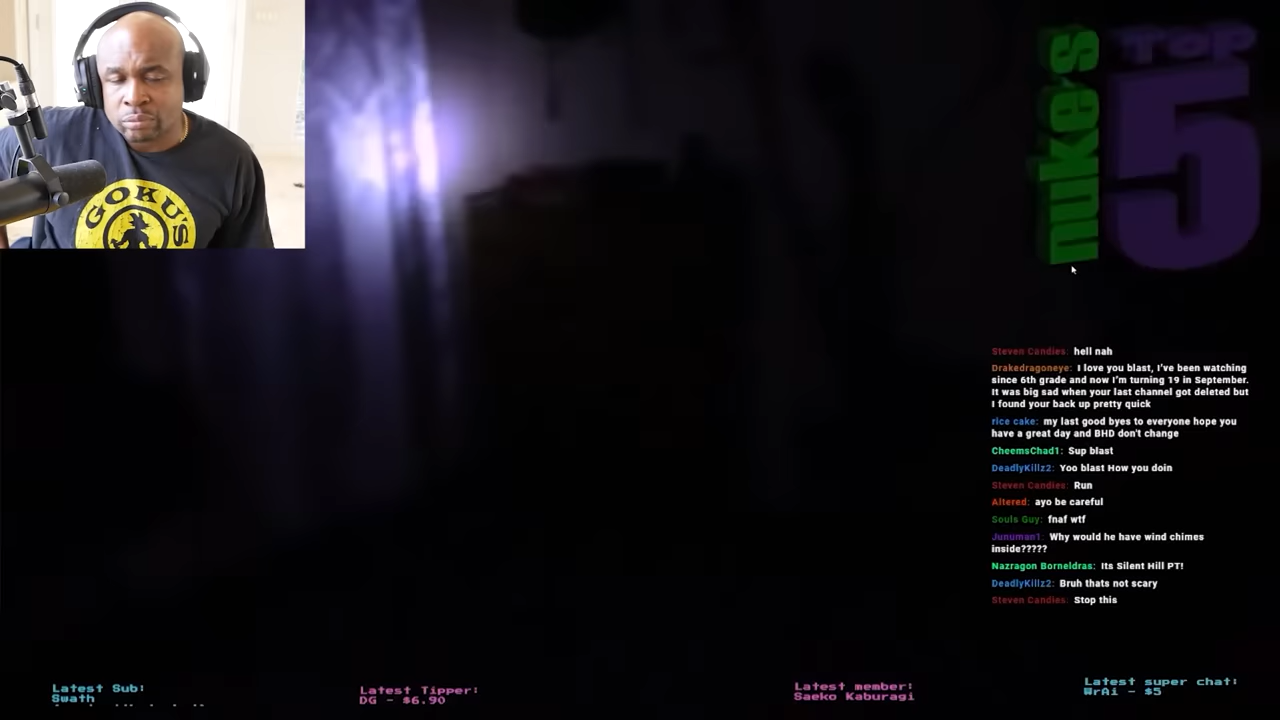 GOKU'S
nuke's
Top
5
Steven Candies: hell nah
Drakedragoneye: I love you blast, I've been watching
since 6th grade and now I'm turning 19 in September.
It was big sad when your last channel got deleted but
I found your back up pretty quick
rice cake: my last good byes to everyone hope you
have a great day and BHD don't change
CheemsChad1: Sup blast
DeadlyKillz2: Yoo blast How you doin
Steven Candies: Run
Altered: ayo be careful
Souls Guy: fnaf wtf
Junuman1: Why would he have wind chimes
inside?????
Nazragon Borneldras: Its Silent Hill PT!
DeadlyKillz2: Bruh thats not scary
Steven Candies: Stop this
Latest Sub:
Swath
Latest Tipper:
DG - $6.90
Latest member:
Saeko Kaburagi
Latest super chat:
WrAi - $5